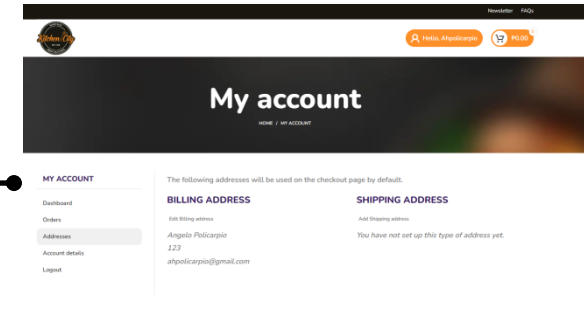 Newsletter FAQs
Kitchen City
Hello, Ahpolicarpio
0
₱0.00
My account
HOME / MY ACCOUNT
MY ACCOUNT
Dashboard
Orders
Addresses
Account details
Logout
The following addresses will be used on the checkout page by default.
BILLING ADDRESS
Edit Billing address
Angelo Policarpio
123
ahpolicarpio@gmail.com
SHIPPING ADDRESS
Add Shipping address
You have not set up this type of address yet.